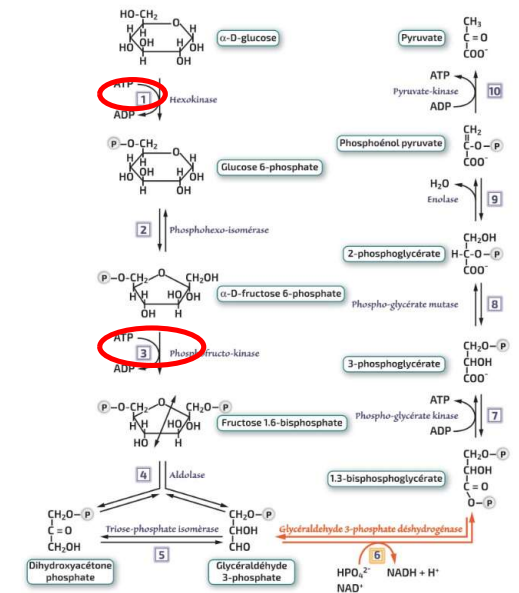 HO-CH₂
O
H
H
H
OH
H
HO
OH
H
OH
α-D-glucose
ATP
1
Hexokinase
ADP
P-O-CH₂
O
H
H
H
OH
H
HO
OH
H
OH
Glucose 6-phosphate
2
Phosphohexo-isomérase
P-O-CH₂
O
CH₂OH
H
H
HO
OH
OH
H
α-D-fructose 6-phosphate
ATP
3
Phospho-fructo-kinase
ADP
P-O-CH₂
O
CH₂O-P
H
H
HO
OH
HO
H
Fructose 1.6-bisphosphate
4
Aldolase
CH₂O-P
C=O
CH₂OH
Dihydroxyacétone
phosphate
Triose-phosphate isomèrase
5
CH₂O-P
CHOH
CHO
Glycéraldéhyde
3-phosphate
Glycéraldehyde 3-phosphate déshydrogénase
6
HPO₄²⁻
NAD⁺
NADH + H⁺
CH₂O-P
CHOH
C=O
O-P
1.3-bisphosphoglycérate
ATP
Phospho-glycérate kinase
7
ADP
CH₂O-P
CHOH
COO⁻
3-phosphoglycérate
Phospho-glycérate mutase
8
CH₂OH
H-C-O-P
COO⁻
2-phosphoglycérate
H₂O
Enolase
9
CH₂
C-O-P
COO⁻
Phosphoénol pyruvate
ATP
Pyruvate-kinase
10
ADP
CH₃
C=O
COO⁻
Pyruvate